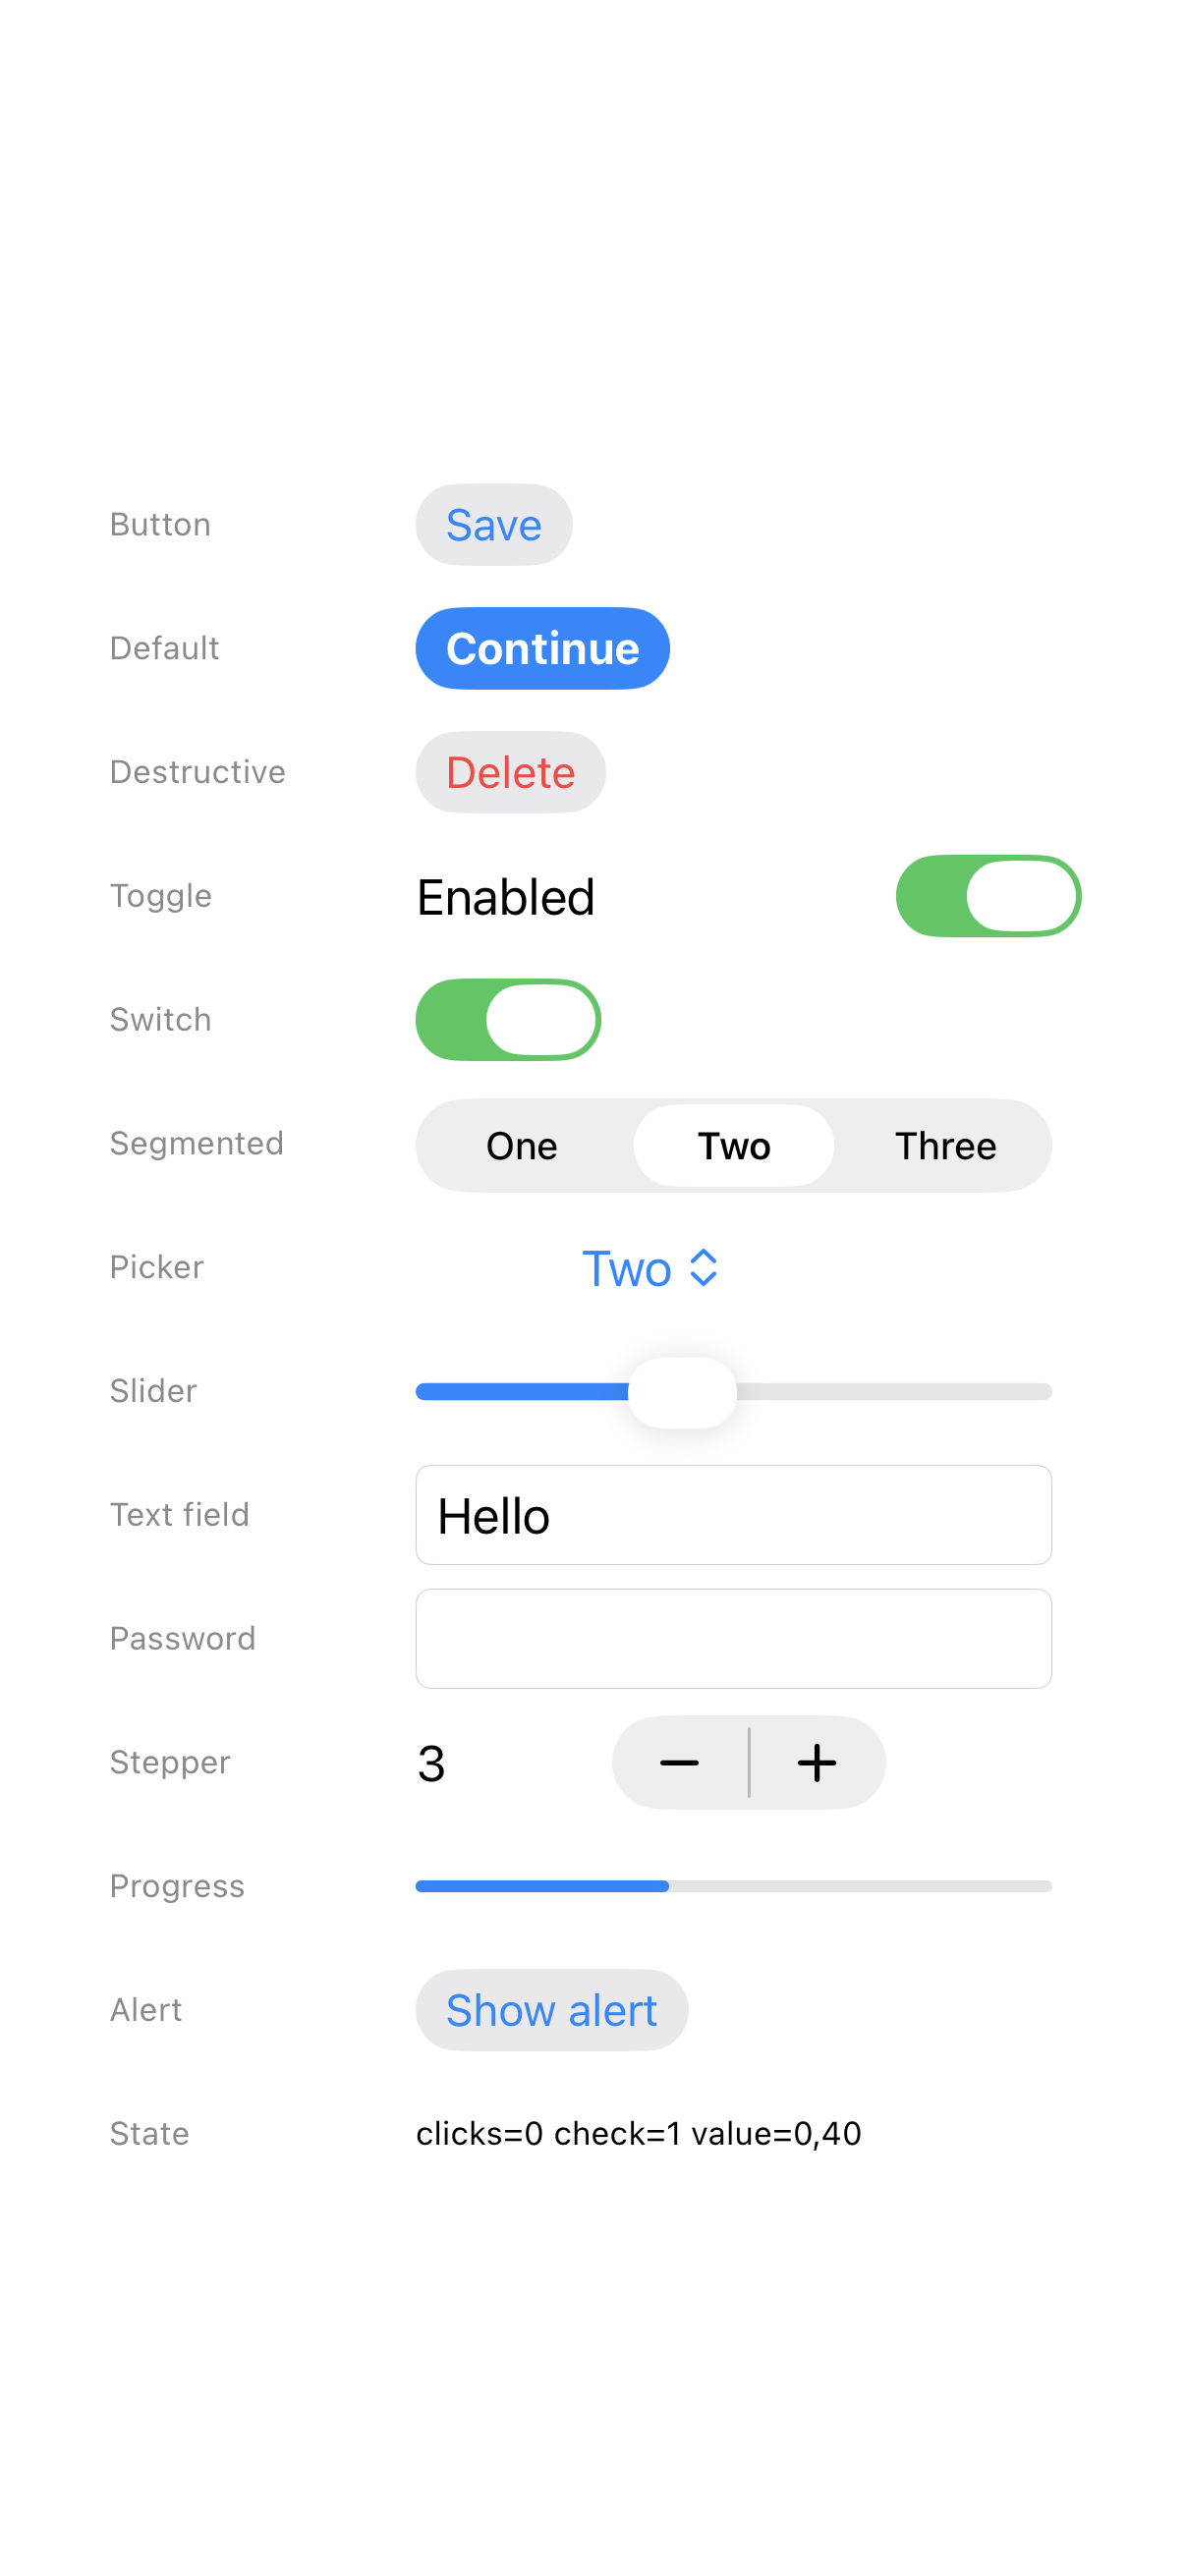 Button Save
Default Continue
Destructive Delete
Toggle Enabled
Switch
Segmented One Two Three
Picker Two
Slider
Text field Hello
Password
Stepper 3
Progress
Alert Show alert
State clicks=0 check=1 value=0,40